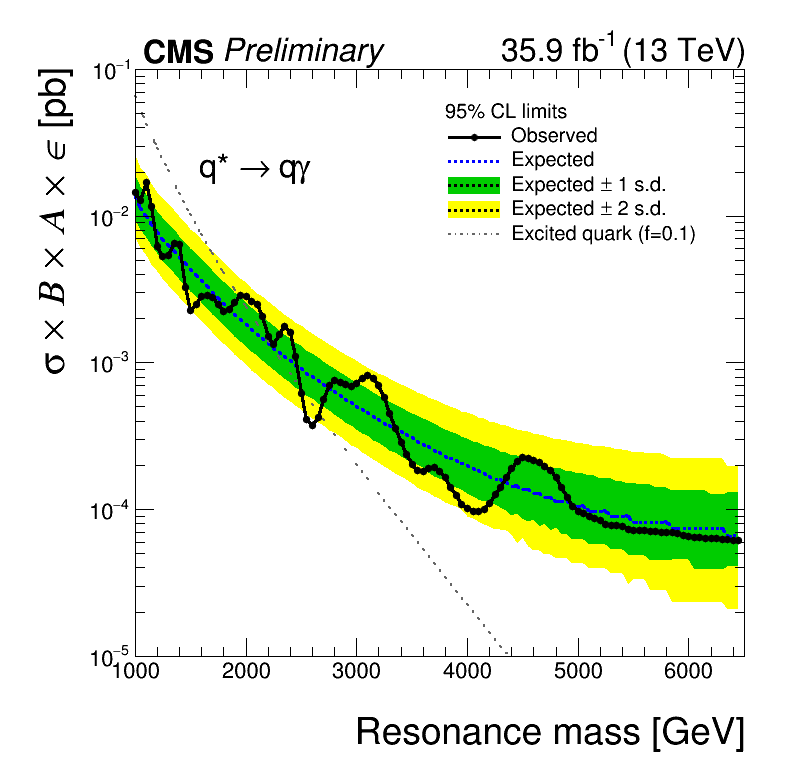 CMS Preliminary 35.9 fb⁻¹ (13 TeV)
σ × B × A × ϵ [pb]
10⁻¹
10⁻²
10⁻³
10⁻⁴
10⁻⁵
q* → qγ
95% CL limits
Observed
Expected
Expected ± 1 s.d.
Expected ± 2 s.d.
Excited quark (f=0.1)
1000 2000 3000 4000 5000 6000
Resonance mass [GeV]